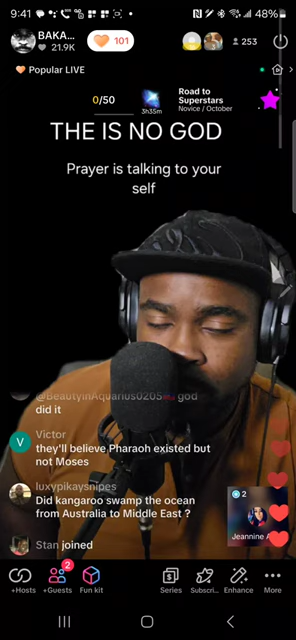 9:41
48%
BAKA...
21.9K
101
253
Popular LIVE
0/50
3h35m
Road to
Superstars
Novice / October
THE IS NO GOD
Prayer is talking to your
self
@BeautyinAquarius0205 god
did it
V
Victor
they'll believe Pharaoh existed but
not Moses
luxypikaysnipes
Did kangaroo swamp the ocean
from Australia to Middle East ?
Stan joined
2
Jeannine A
2
+Hosts
+Guests
Fun kit
Series
Subscri...
Enhance
More